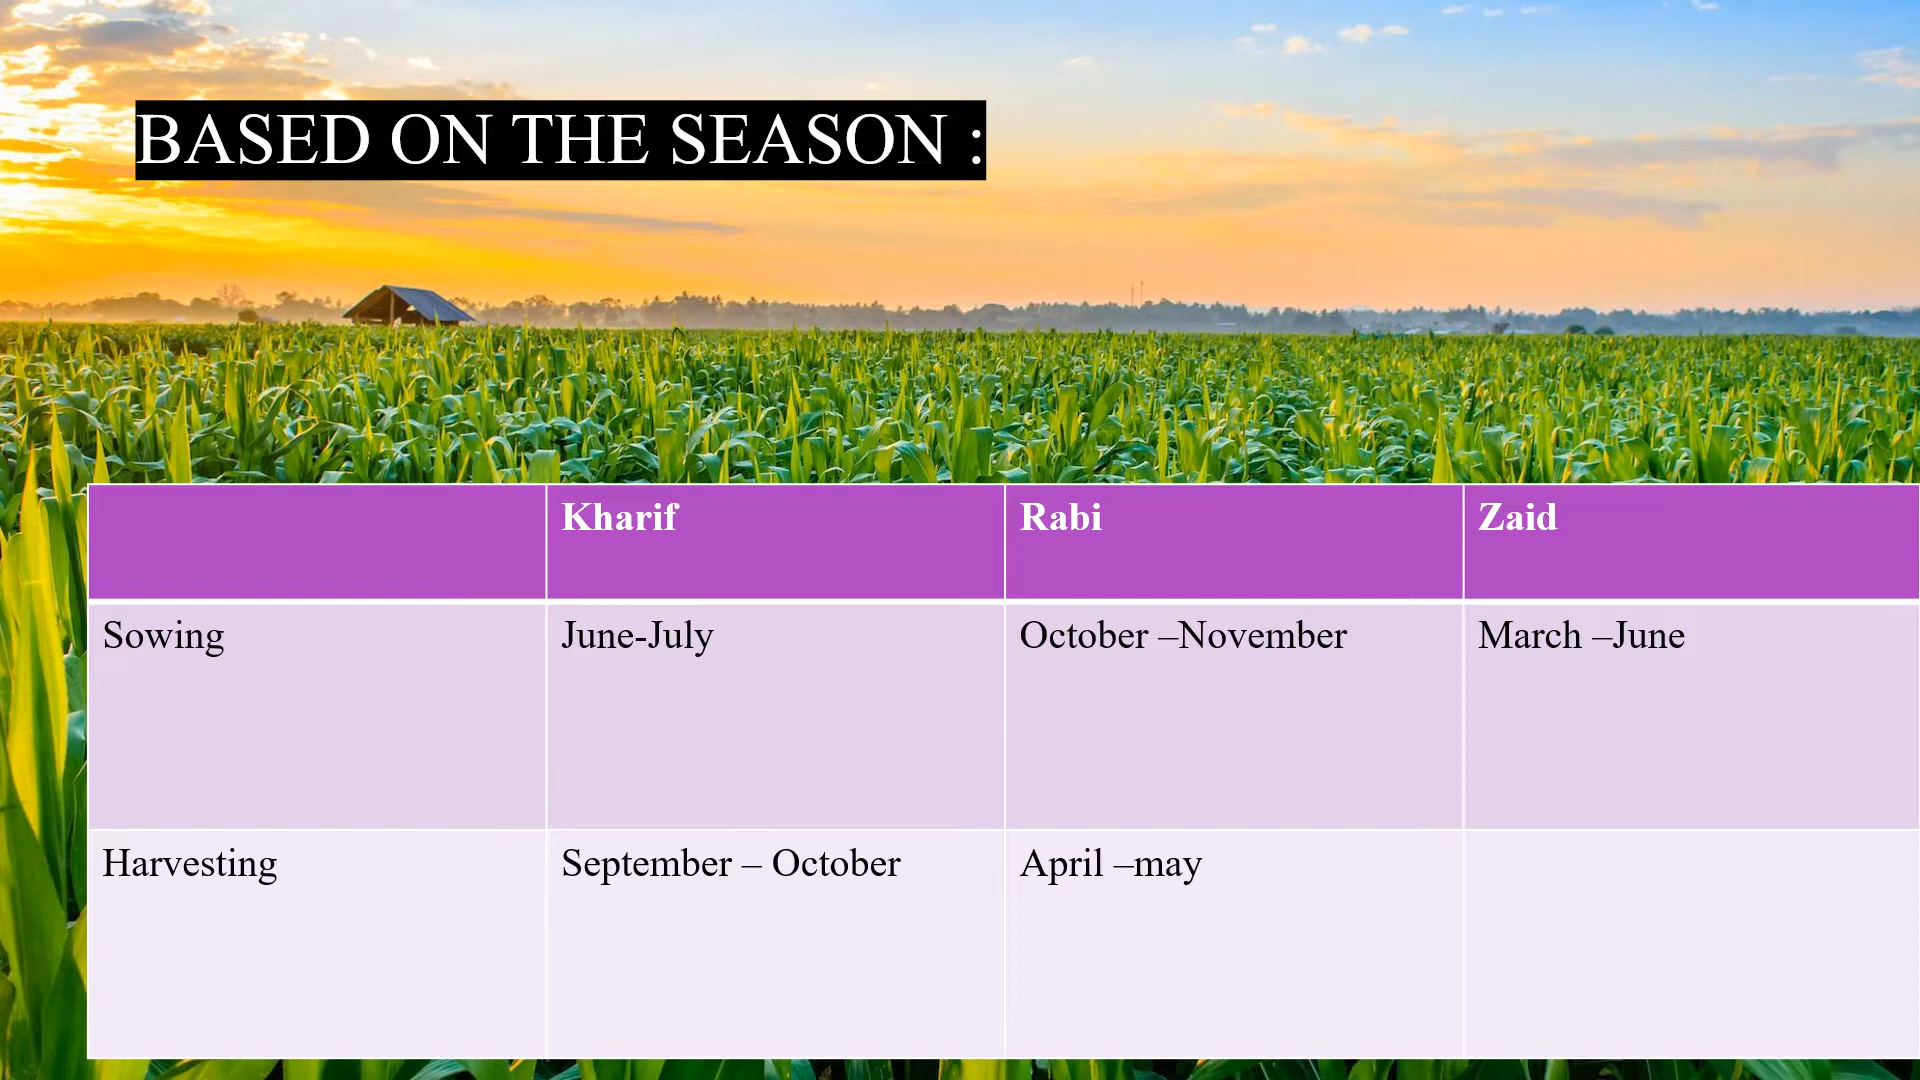 BASED ON THE SEASON :
Kharif
Rabi
Zaid
Sowing
June-July
October –November
March –June
Harvesting
September – October
April –may